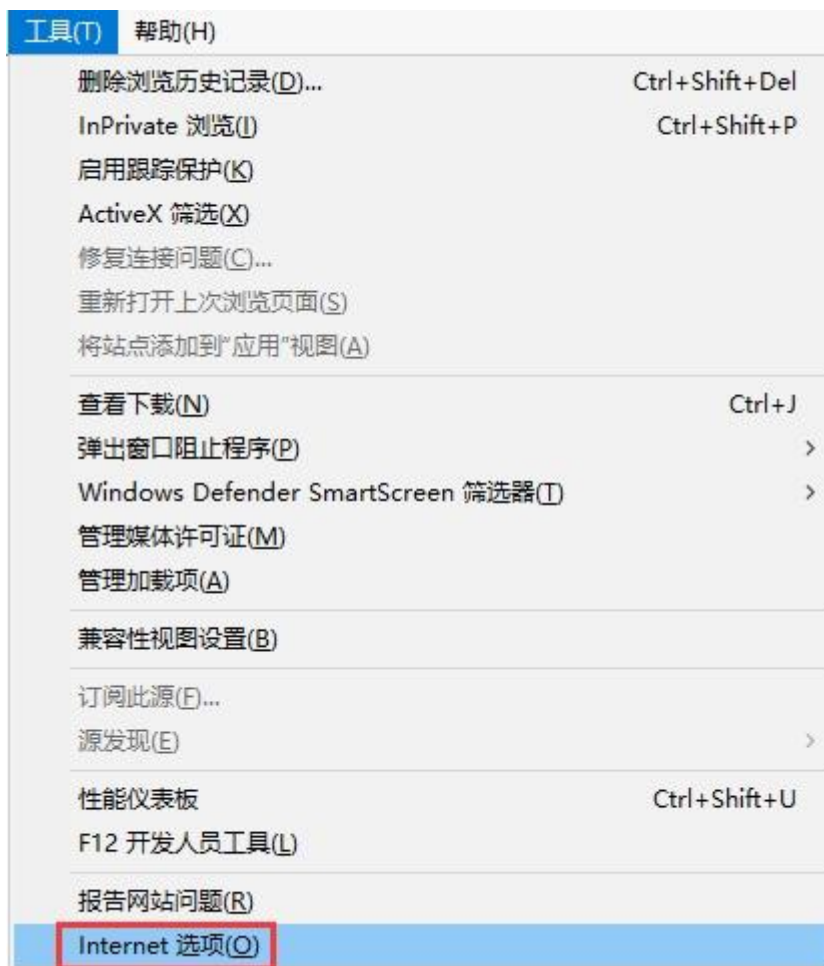 工具(T) 帮助(H)
删除浏览历史记录(D)... Ctrl+Shift+Del
InPrivate 浏览(I) Ctrl+Shift+P
启用跟踪保护(K)
ActiveX 筛选(X)
修复连接问题(C)...
重新打开上次浏览页面(S)
将站点添加到“应用”视图(A)
查看下载(N) Ctrl+J
弹出窗口阻止程序(P)
Windows Defender SmartScreen 筛选器(T)
管理媒体许可证(M)
管理加载项(A)
兼容性视图设置(B)
订阅此源(F)...
源发现(E)
性能仪表板 Ctrl+Shift+U
F12 开发人员工具(L)
报告网站问题(R)
Internet 选项(O)